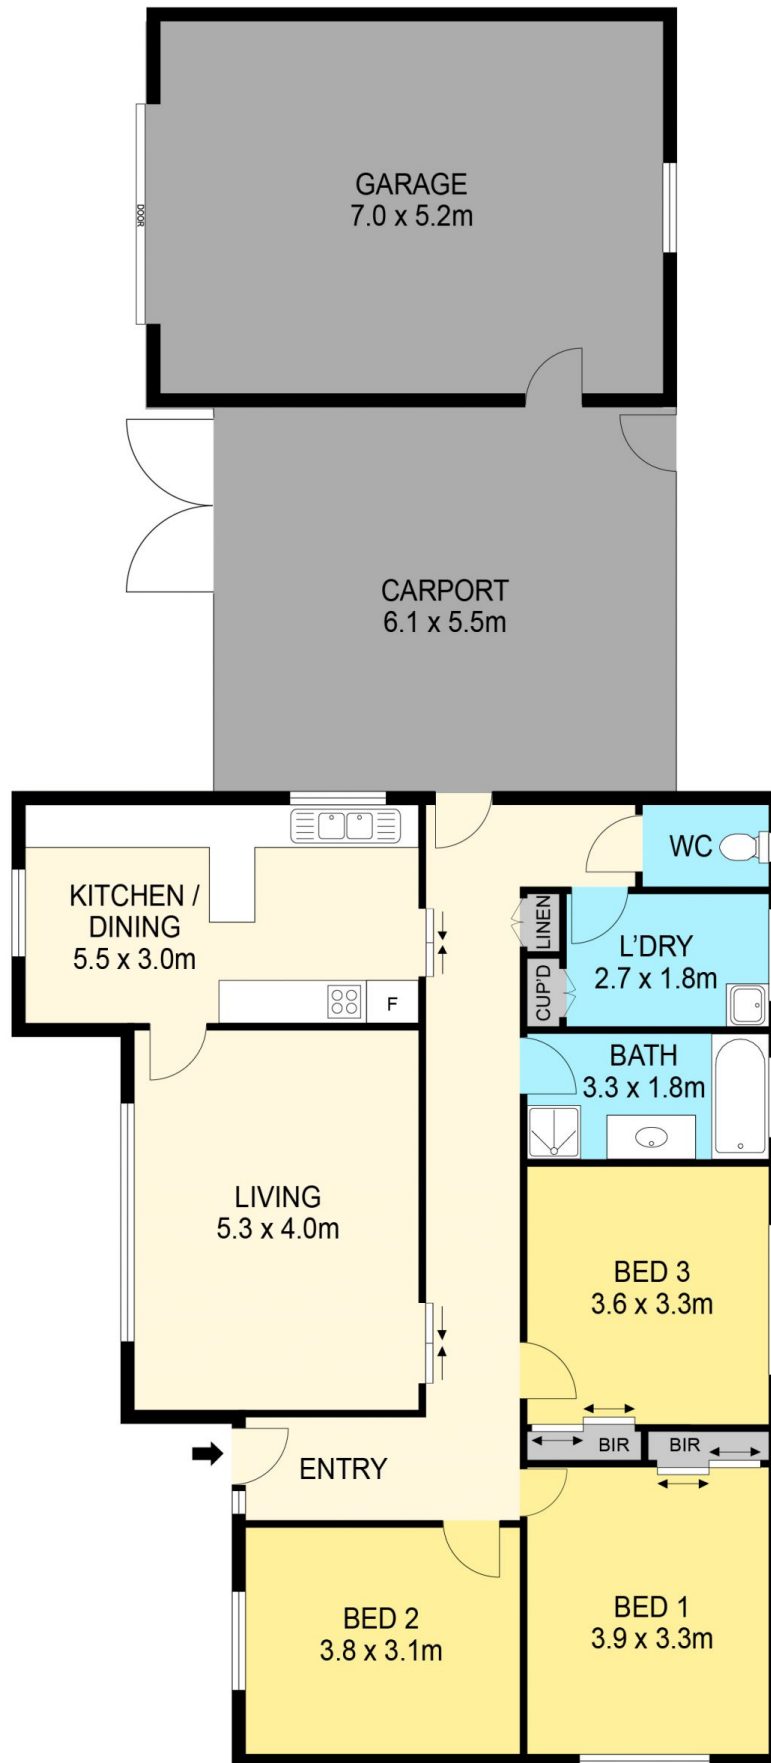 GARAGE
7.0 x 5.2m
DOOR
CARPORT
6.1 x 5.5m
KITCHEN /
DINING
5.5 x 3.0m
F
WC
LINEN
CUP'D
L'DRY
2.7 x 1.8m
BATH
3.3 x 1.8m
LIVING
5.3 x 4.0m
BED 3
3.6 x 3.3m
BIR
BIR
ENTRY
BED 2
3.8 x 3.1m
BED 1
3.9 x 3.3m